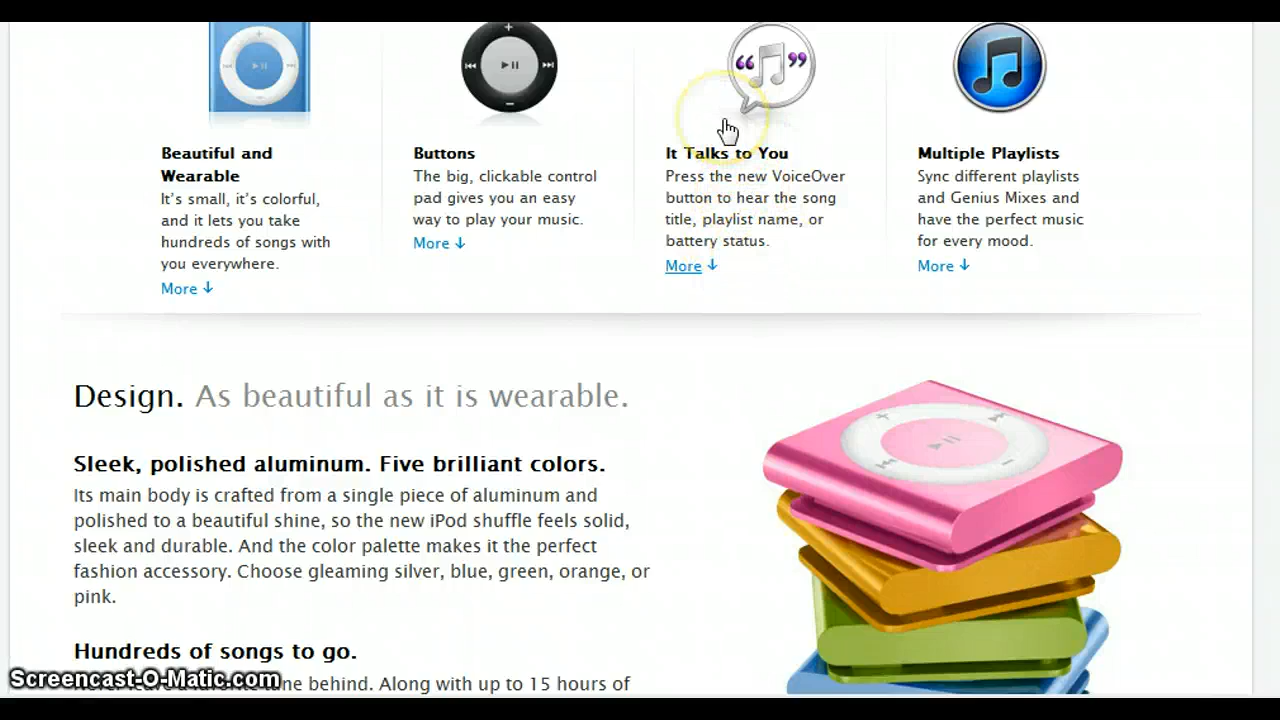 Beautiful and
Wearable
It’s small, it’s colorful,
and it lets you take
hundreds of songs with
you everywhere.
More ↓
Buttons
The big, clickable control
pad gives you an easy
way to play your music.
More ↓
It Talks to You
Press the new VoiceOver
button to hear the song
title, playlist name, or
battery status.
More ↓
Multiple Playlists
Sync different playlists
and Genius Mixes and
have the perfect music
for every mood.
More ↓
Design. As beautiful as it is wearable.
Sleek, polished aluminum. Five brilliant colors.
Its main body is crafted from a single piece of aluminum and
polished to a beautiful shine, so the new iPod shuffle feels solid,
sleek and durable. And the color palette makes it the perfect
fashion accessory. Choose gleaming silver, blue, green, orange, or
pink.
Hundreds of songs to go.
behind. Along with up to 15 hours of
Screencast-O-Matic.com